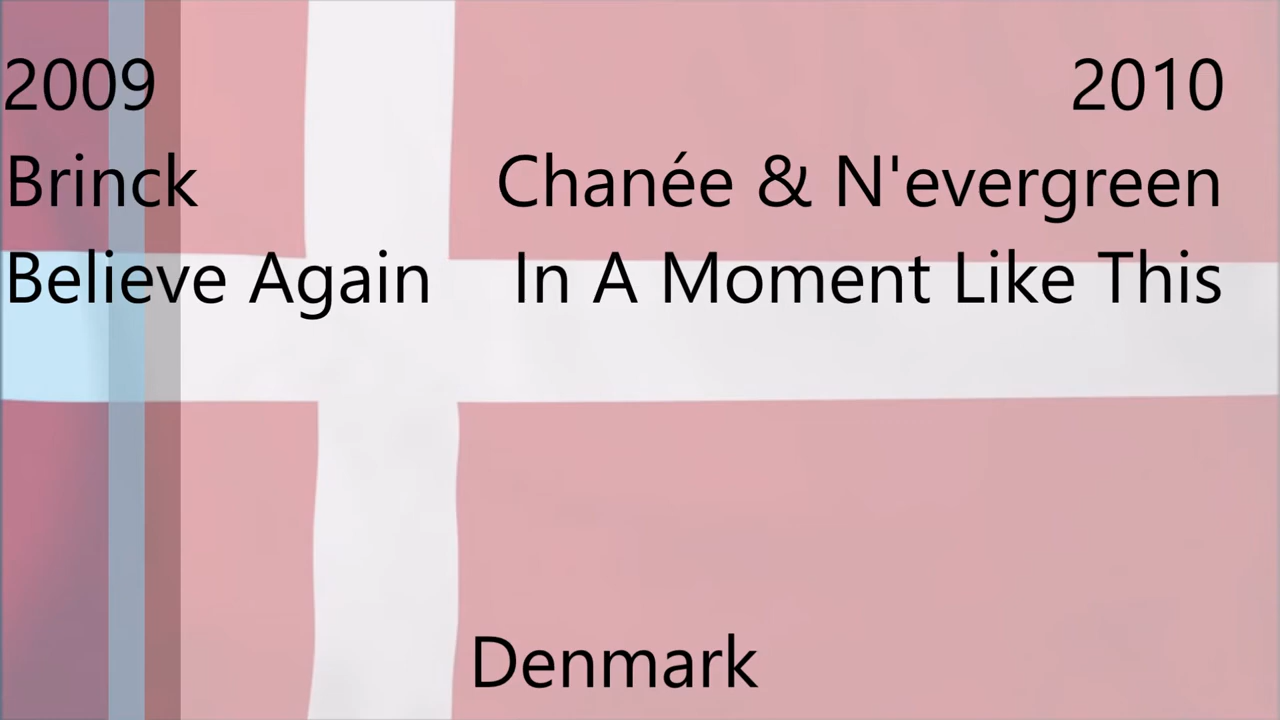 2009
2010
Brinck
Chanée & N'evergreen
Believe Again
In A Moment Like This
Denmark